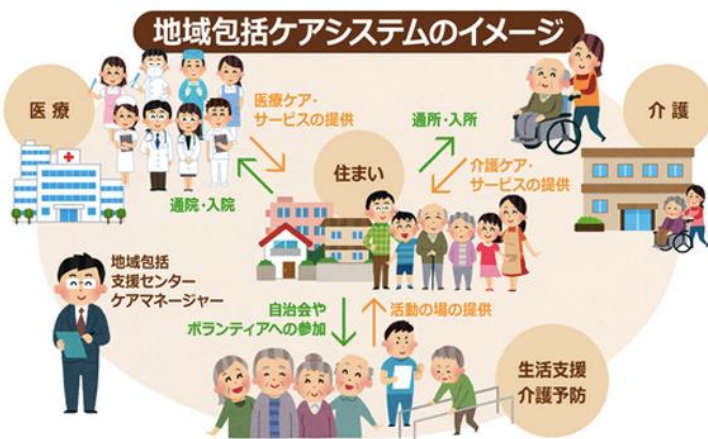 地域包括ケアシステムのイメージ
医療
医療ケア・
サービスの提供
通院・入院
住まい
通所・入所
介護ケア・
サービスの提供
介護
地域包括
支援センター
ケアマネージャー
自治会や
ボランティアへの参加
活動の場の提供
生活支援
介護予防